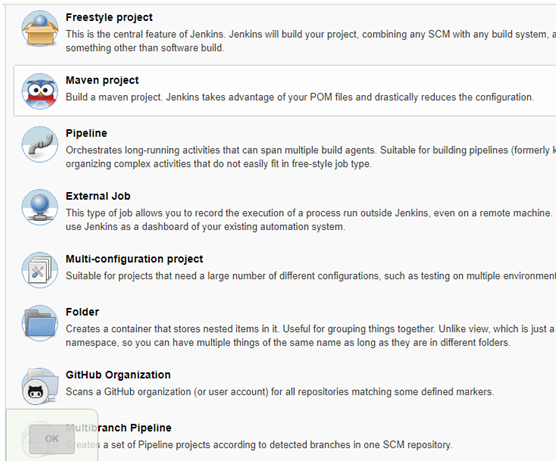 Freestyle project
This is the central feature of Jenkins. Jenkins will build your project, combining any SCM with any build system, a
something other than software build.
Maven project
Build a maven project. Jenkins takes advantage of your POM files and drastically reduces the configuration.
Pipeline
Orchestrates long-running activities that can span multiple build agents. Suitable for building pipelines (formerly k
organizing complex activities that do not easily fit in free-style job type.
External Job
This type of job allows you to record the execution of a process run outside Jenkins, even on a remote machine.
use Jenkins as a dashboard of your existing automation system.
Multi-configuration project
Suitable for projects that need a large number of different configurations, such as testing on multiple environment
Folder
Creates a container that stores nested items in it. Useful for grouping things together. Unlike view, which is just a
namespace, so you can have multiple things of the same name as long as they are in different folders.
GitHub Organization
Scans a GitHub organization (or user account) for all repositories matching some defined markers.
Multibranch Pipeline
OK
Creates a set of Pipeline projects according to detected branches in one SCM repository.